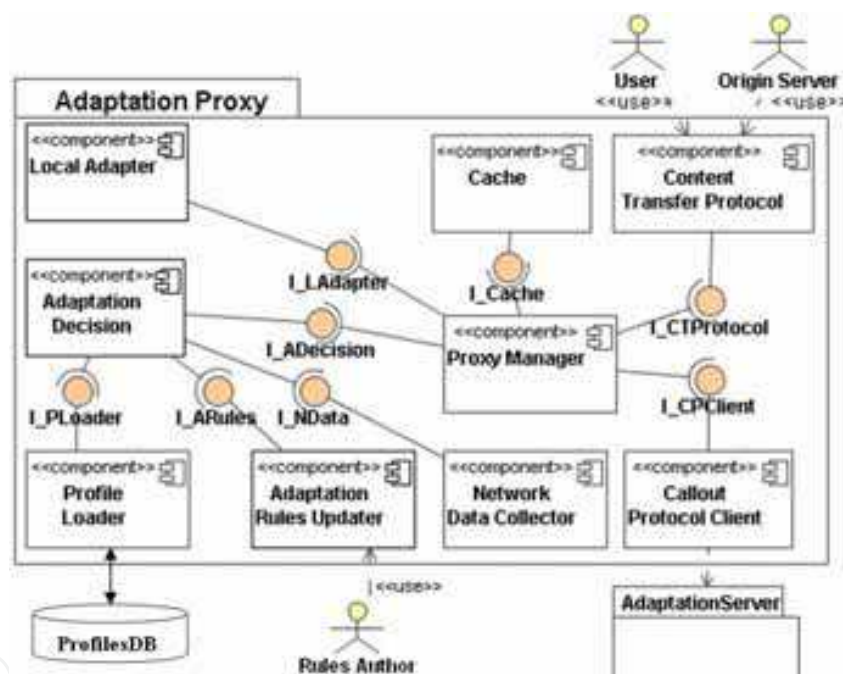 User
Origin Server
<<use>>
<<use>>
Adaptation Proxy
<<component>>
Local Adapter
<<component>>
Cache
<<component>>
Content
Transfer Protocol
I_LAdapter
I_Cache
<<component>>
Adaptation
Decision
I_ADecision
<<component>>
Proxy Manager
I_CTProtocol
I_PLoader
I_ARules
I_NData
I_CPClient
<<component>>
Profile
Loader
<<component>>
Adaptation
Rules Updater
<<component>>
Network
Data Collector
<<component>>
Callout
Protocol Client
<<use>>
AdaptationServer
ProfilesDB
Rules Author